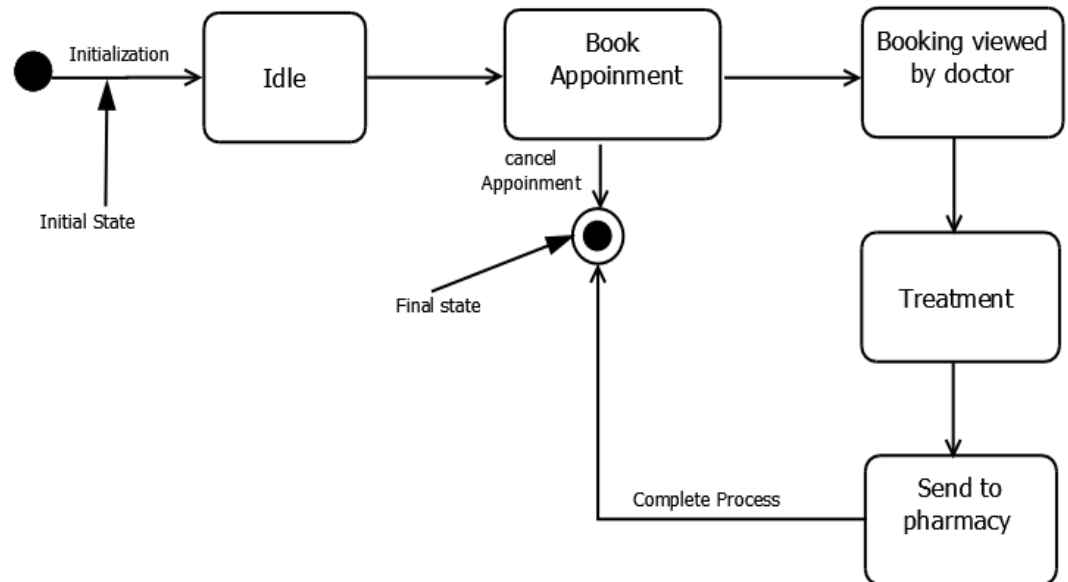 Initialization
Idle
Book
Appoinment
Booking viewed
by doctor
Initial State
cancel
Appoinment
Final state
Treatment
Complete Process
Send to
pharmacy